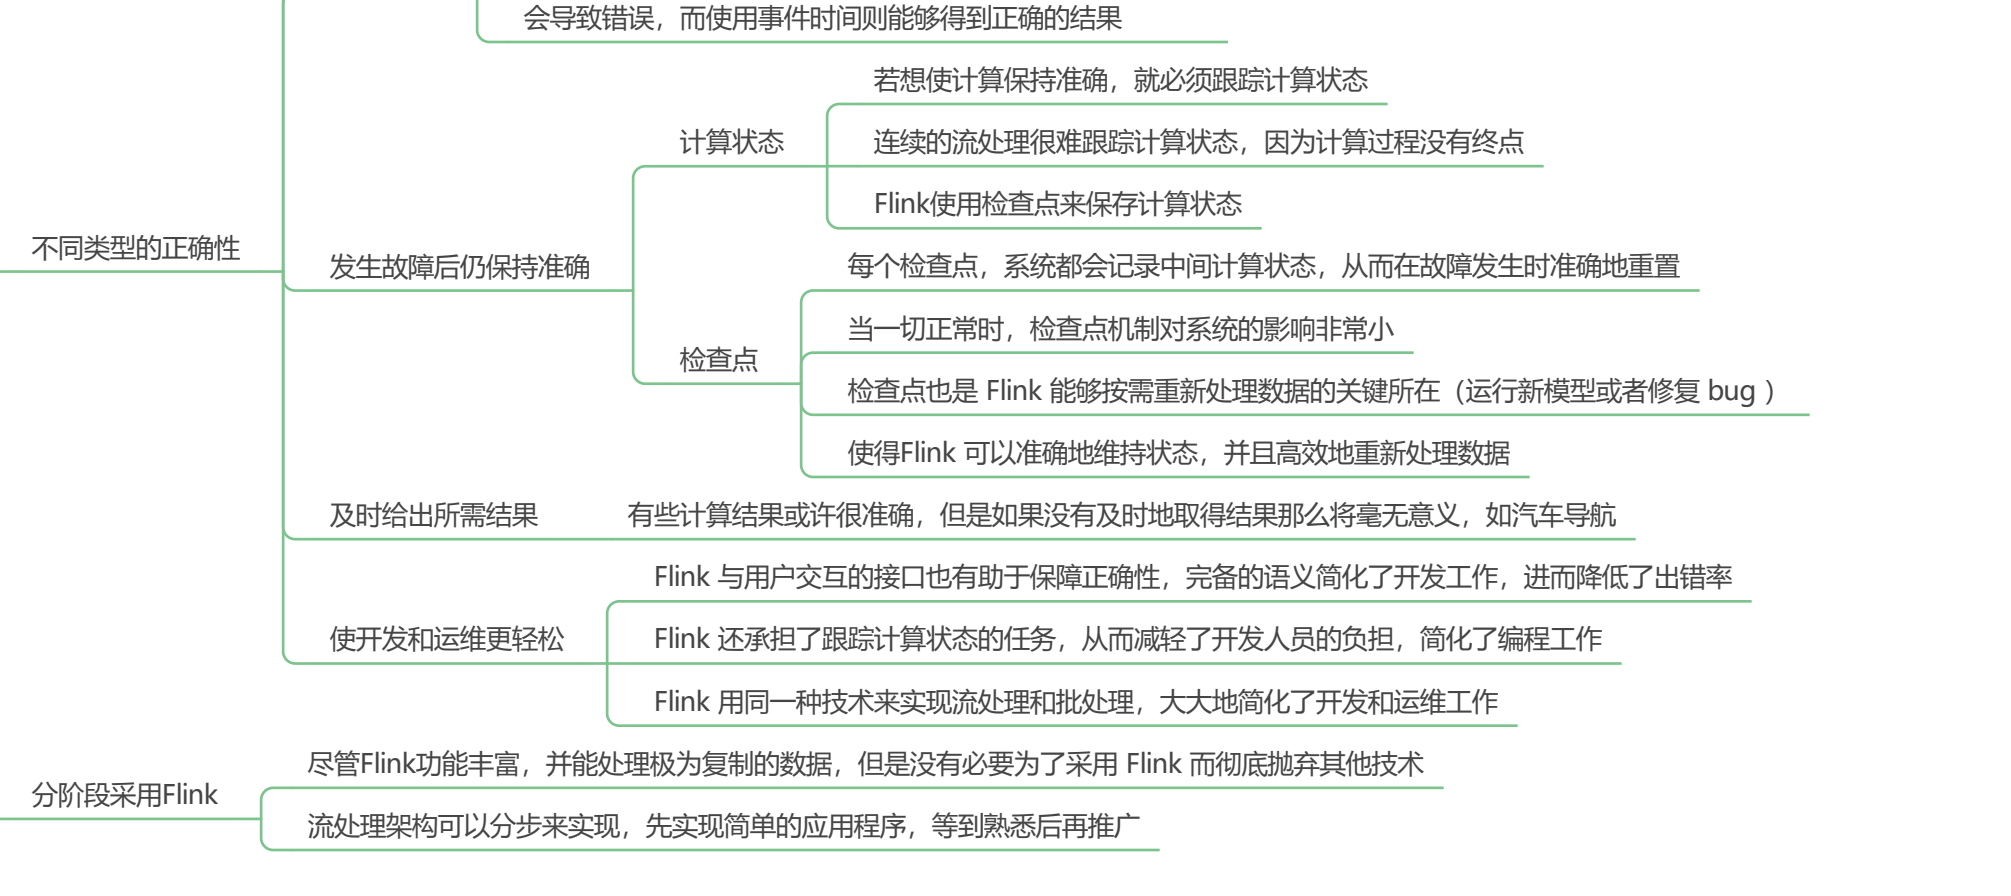 会导致错误，而使用事件时间则能够得到正确的结果
不同类型的正确性
发生故障后仍保持准确
计算状态
若想使计算保持准确，就必须跟踪计算状态
连续的流处理很难跟踪计算状态，因为计算过程没有终点
Flink使用检查点来保存计算状态
检查点
每个检查点，系统都会记录中间计算状态，从而在故障发生时准确地重置
当一切正常时，检查点机制对系统的影响非常小
检查点也是 Flink 能够按需重新处理数据的关键所在（运行新模型或者修复 bug ）
使得Flink 可以准确地维持状态，并且高效地重新处理数据
及时给出所需结果
有些计算结果或许很准确，但是如果没有及时地取得结果那么将毫无意义，如汽车导航
使开发和运维更轻松
Flink 与用户交互的接口也有助于保障正确性，完备的语义简化了开发工作，进而降低了出错率
Flink 还承担了跟踪计算状态的任务，从而减轻了开发人员的负担，简化了编程工作
Flink 用同一种技术来实现流处理和批处理，大大地简化了开发和运维工作
分阶段采用Flink
尽管Flink功能丰富，并能处理极为复制的数据，但是没有必要为了采用 Flink 而彻底抛弃其他技术
流处理架构可以分步来实现，先实现简单的应用程序，等到熟悉后再推广